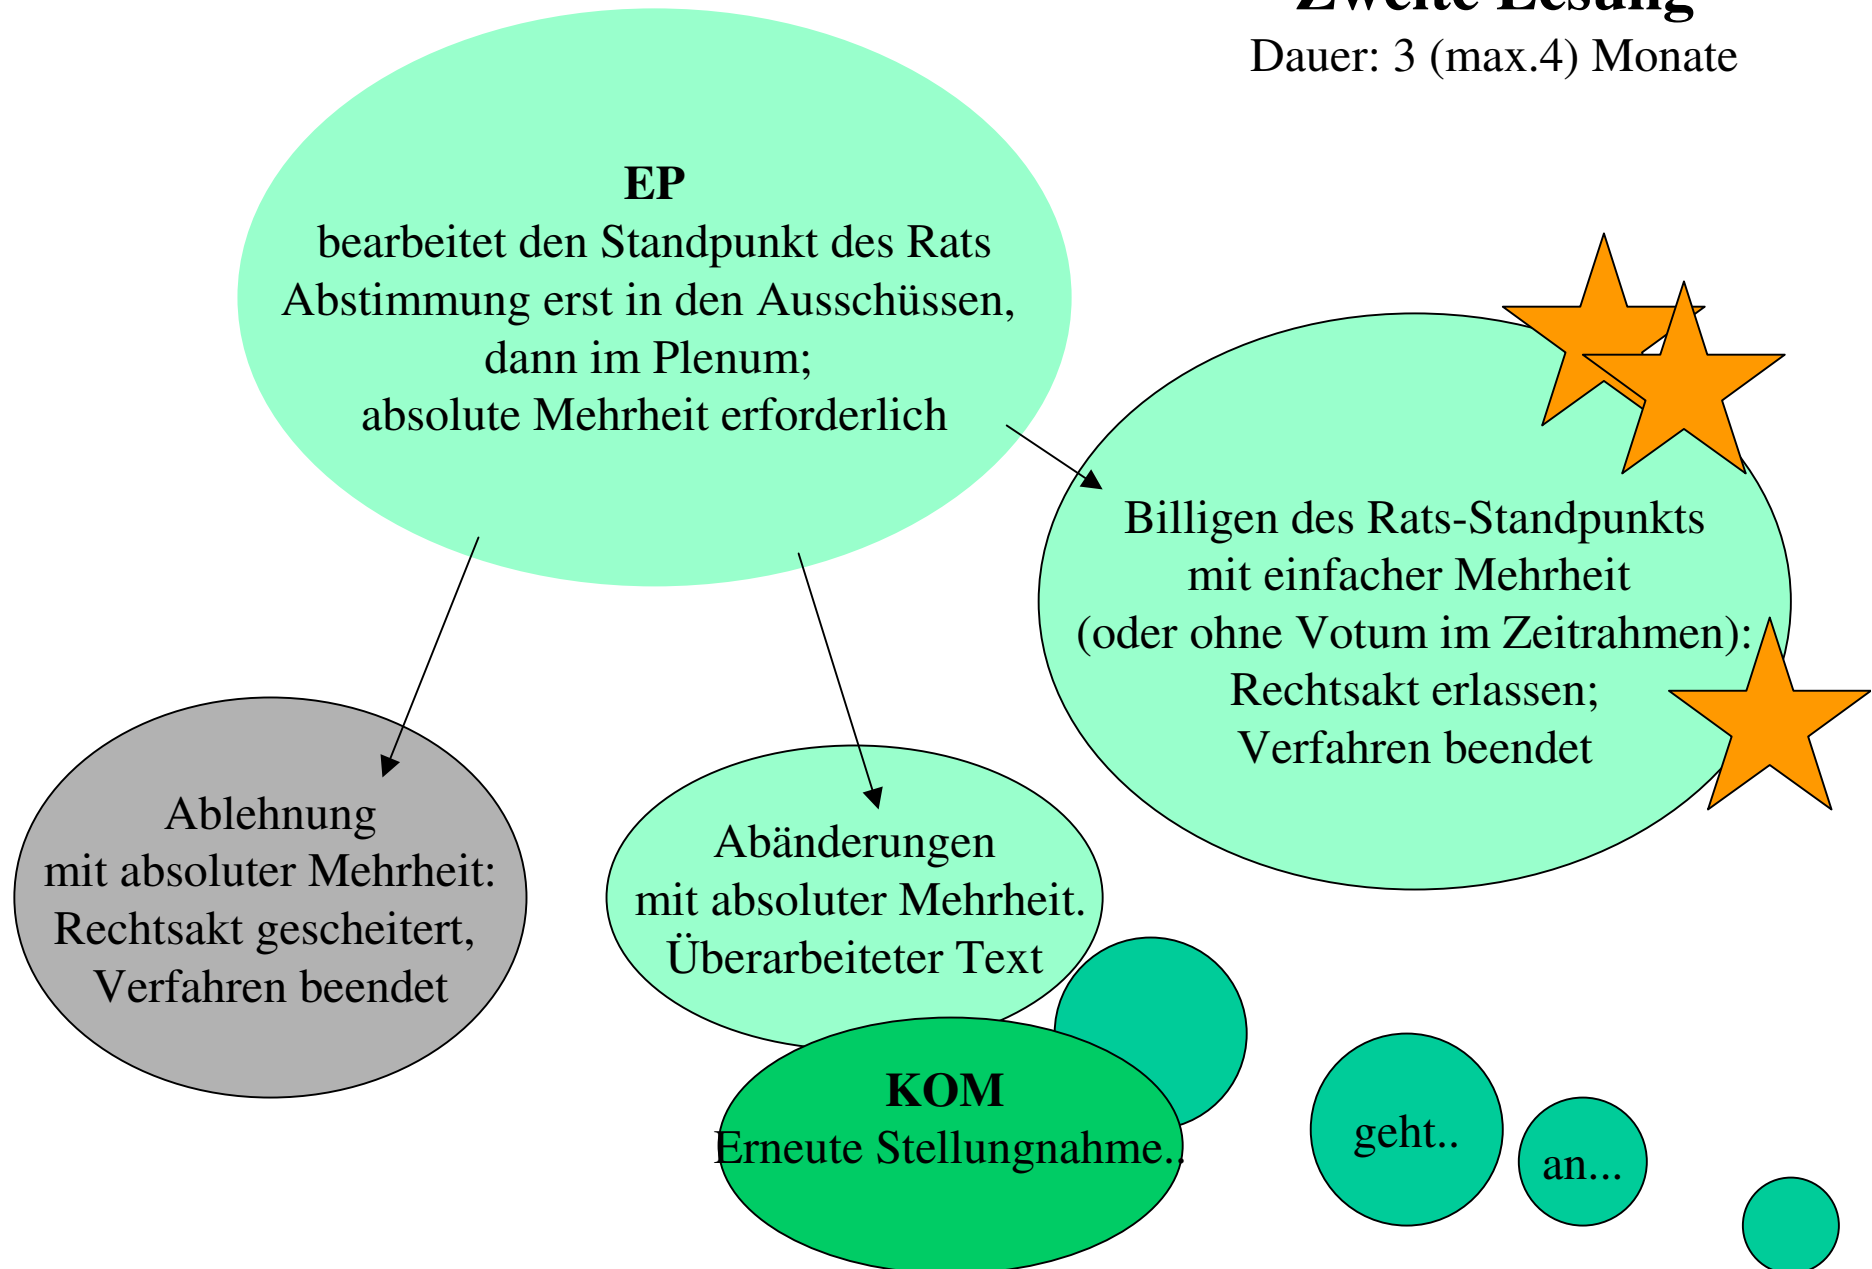 Zweite Lesung
Dauer: 3 (max.4) Monate
EP
bearbeitet den Standpunkt des Rats
Abstimmung erst in den Ausschüssen,
dann im Plenum;
absolute Mehrheit erforderlich
Billigen des Rats-Standpunkts
mit einfacher Mehrheit
(oder ohne Votum im Zeitrahmen):
Rechtsakt erlassen;
Verfahren beendet
Ablehnung
mit absoluter Mehrheit:
Rechtsakt gescheitert,
Verfahren beendet
Abänderungen
mit absoluter Mehrheit.
Überarbeiteter Text
KOM
Erneute Stellungnahme..
geht..
an...